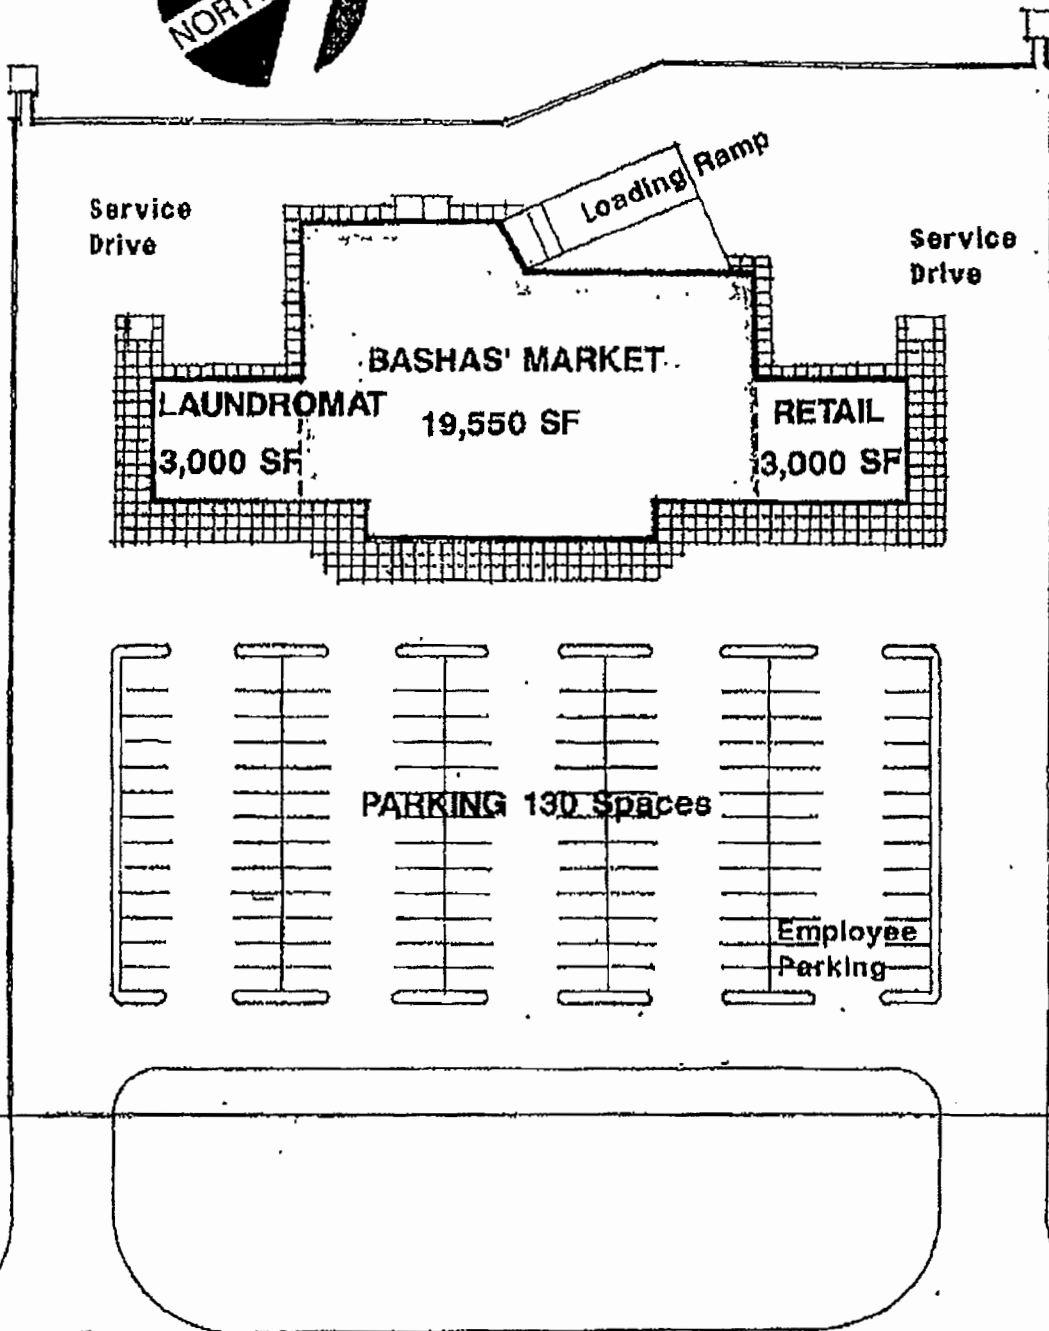 NORT
Loading Ramp
Service
Drive
Service
Drive
BASHAS' MARKET
19,550 SF
LAUNDROMAT
3,000 SF
RETAIL
3,000 SF
PARKING 130 Spaces
Employee
Parking